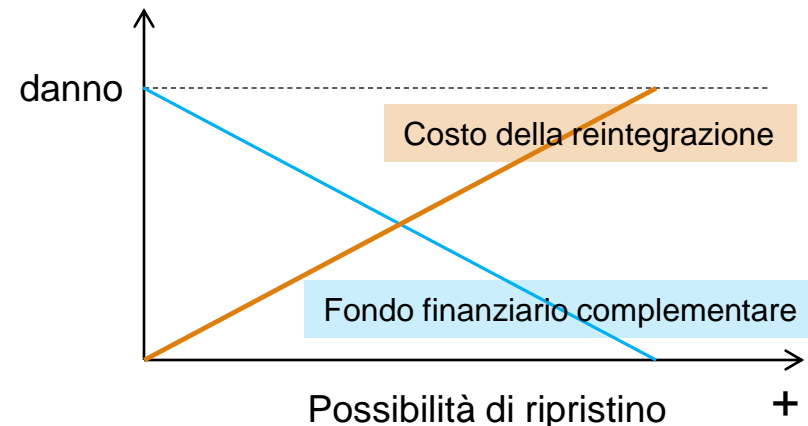 danno
Costo della reintegrazione
Fondo finanziario complementare
Possibilità di ripristino +